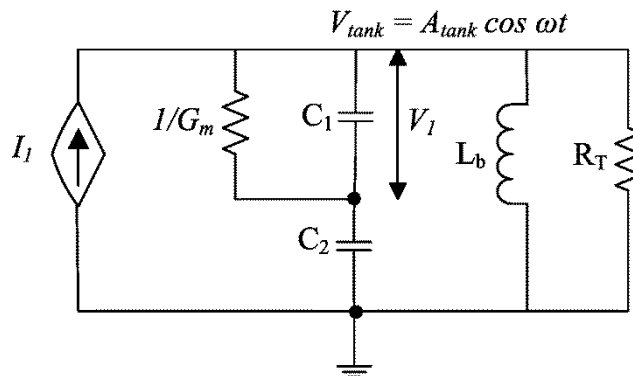 V_tank = A_tank cos ωt
1/G_m
C_1
V_1
I_1
L_b
R_T
C_2